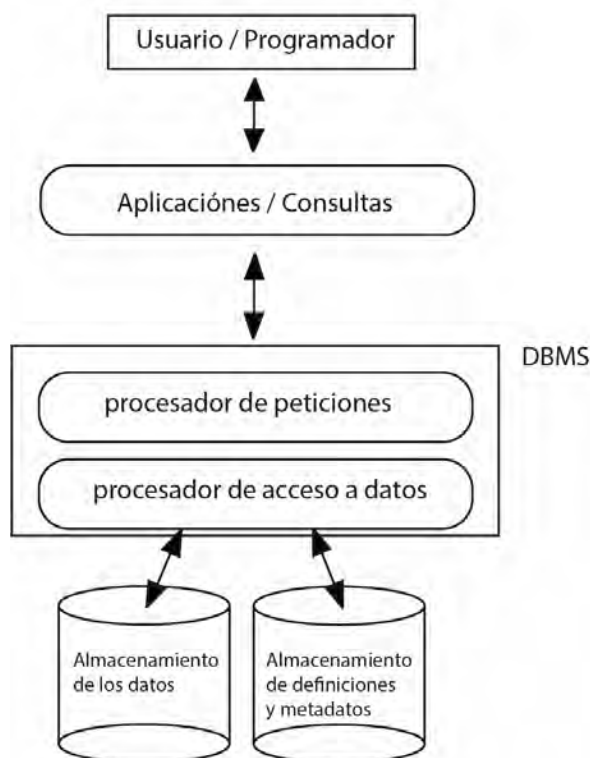 Usuario / Programador
Aplicaciónes / Consultas
DBMS
procesador de peticiones
procesador de acceso a datos
Almacenamiento
de los datos
Almacenamiento
de definiciones
y metadatos